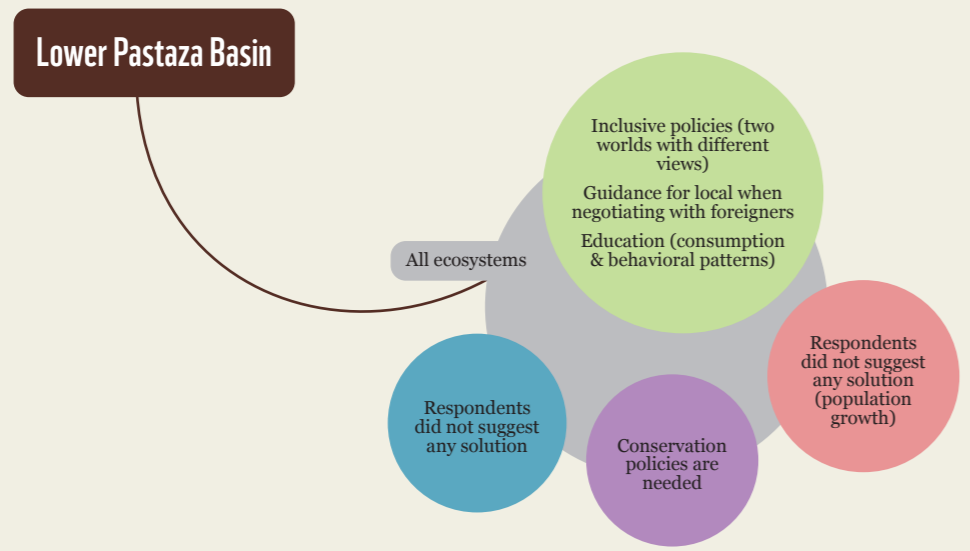 Lower Pastaza Basin
Inclusive policies (two
worlds with different
views)
Guidance for local when
negotiating with foreigners
Education (consumption
& behavioral patterns)
All ecosystems
Respondents
did not suggest
any solution
(population
growth)
Respondents
did not suggest
any solution
Conservation
policies are
needed